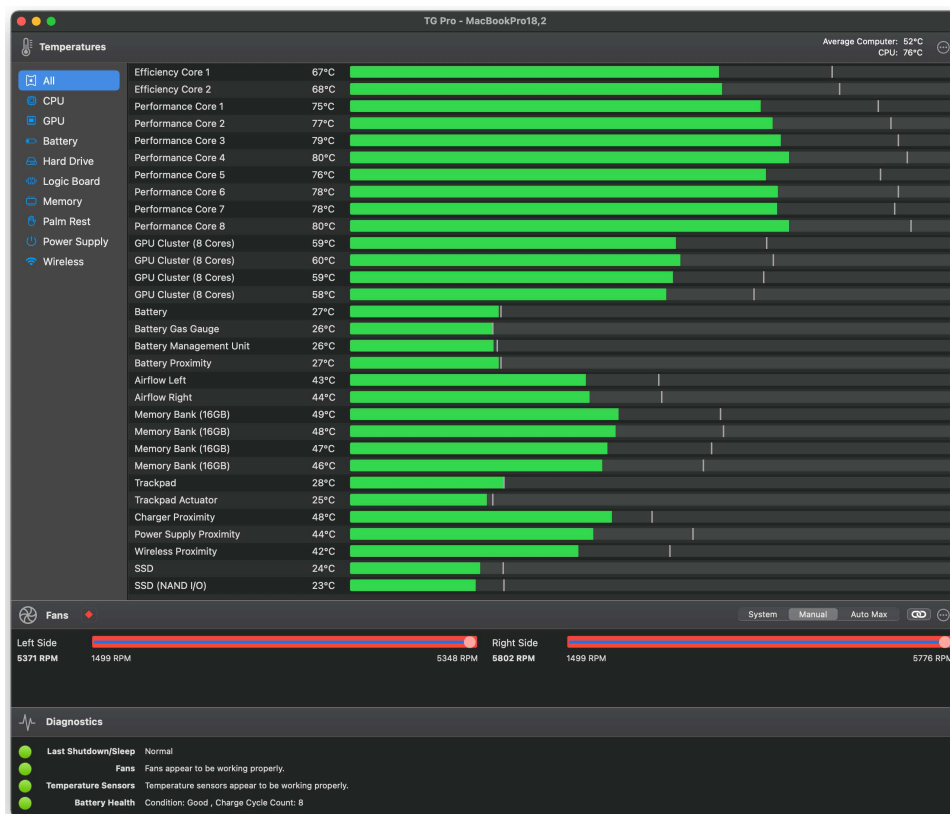 TG Pro - MacBookPro18,2
Temperatures
Average Computer: 52°C
CPU: 76°C
All
CPU
GPU
Battery
Hard Drive
Logic Board
Memory
Palm Rest
Power Supply
Wireless
Efficiency Core 1 67°C
Efficiency Core 2 68°C
Performance Core 1 75°C
Performance Core 2 77°C
Performance Core 3 79°C
Performance Core 4 80°C
Performance Core 5 76°C
Performance Core 6 78°C
Performance Core 7 78°C
Performance Core 8 80°C
GPU Cluster (8 Cores) 59°C
GPU Cluster (8 Cores) 60°C
GPU Cluster (8 Cores) 59°C
GPU Cluster (8 Cores) 58°C
Battery 27°C
Battery Gas Gauge 26°C
Battery Management Unit 26°C
Battery Proximity 27°C
Airflow Left 43°C
Airflow Right 44°C
Memory Bank (16GB) 49°C
Memory Bank (16GB) 48°C
Memory Bank (16GB) 47°C
Memory Bank (16GB) 46°C
Trackpad 28°C
Trackpad Actuator 25°C
Charger Proximity 48°C
Power Supply Proximity 44°C
Wireless Proximity 42°C
SSD 24°C
SSD (NAND I/O) 23°C
Fans
System Manual Auto Max
Left Side
5371 RPM 1499 RPM 5348 RPM
Right Side
5802 RPM 1499 RPM 5776 RPM
Diagnostics
Last Shutdown/Sleep Normal
Fans Fans appear to be working properly.
Temperature Sensors Temperature sensors appear to be working properly.
Battery Health Condition: Good , Charge Cycle Count: 8